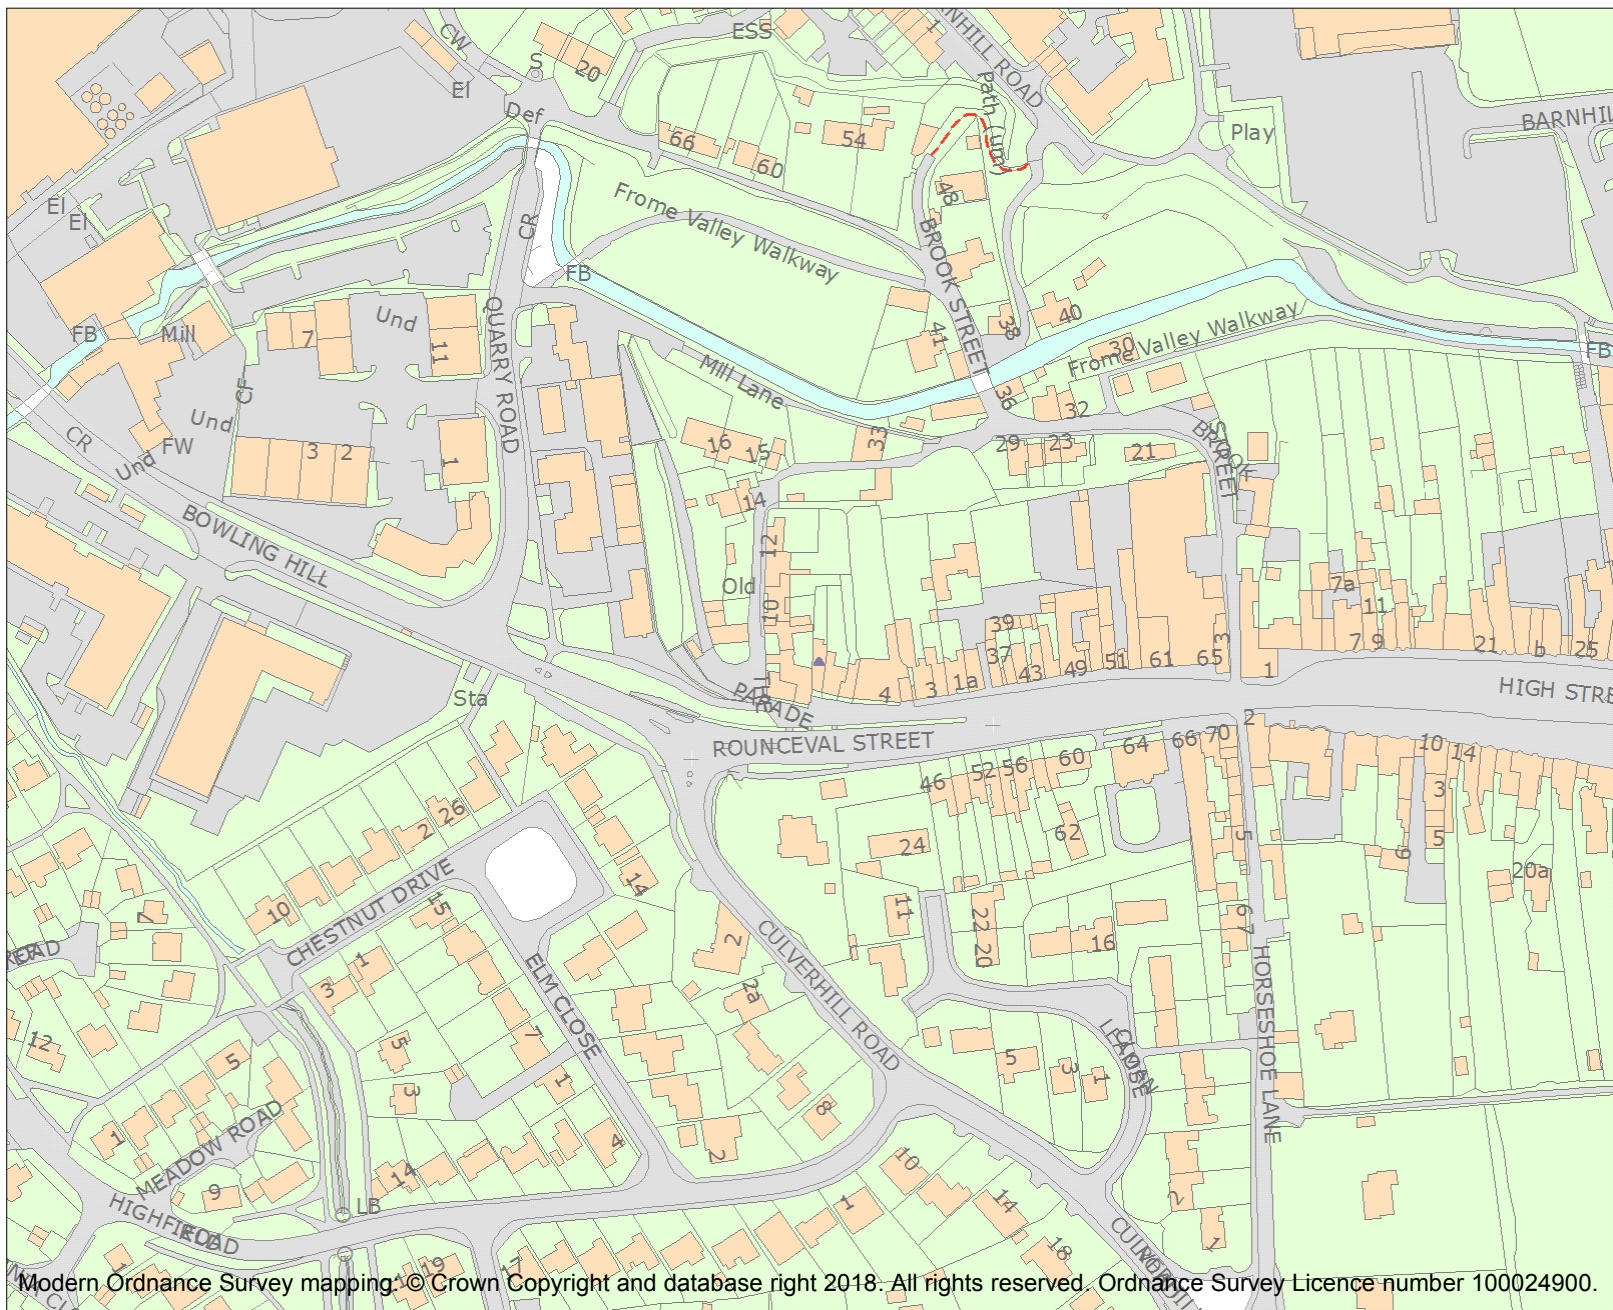 CW
ESS
1
RNHILL ROAD
S
20
El
Def
Path (um)
BARNHIL
Play
66
54
60
El
El
48
CR
Frome Valley Walkway
BROOK STREET
FB
QUARRY ROAD
Und
40
38
Frome Valley Walkway
FB
Mill
7
11
41
30
FB
Mill Lane
CF
36
32
Und
CR
FW
Und
3
2
1
16
15
33
29
23
21
BROOK
STREET
14
BOWLING HILL
12
Old
10
7a
11
39
37
43
49
51
61
65
3
1
7
9
21
b
25
4
3
1a
Sta
THE
PARADE
HIGH STRE
ROUNCEVAL STREET
2
46
52
56
60
64
66
70
10
14
3
5
6
2
26
62
24
5
20a
14
10
CHESTNUT DRIVE
15
7
11
22
20
16
67
2
CULVERHILL ROAD
HORSESHOE LANE
1
3
ELM CLOSE
2a
12
5
5
7
3
1
5
3
1
LEAMAN
CLOSE
1
MEADOW ROAD
8
4
2
14
9
LB
10
14
1
2
HIGHFIELD
ROAD
1
19
17
18
1
Modern Ordnance Survey mapping: © Crown Copyright and database right 2018. All rights reserved. Ordnance Survey Licence number 100024900.